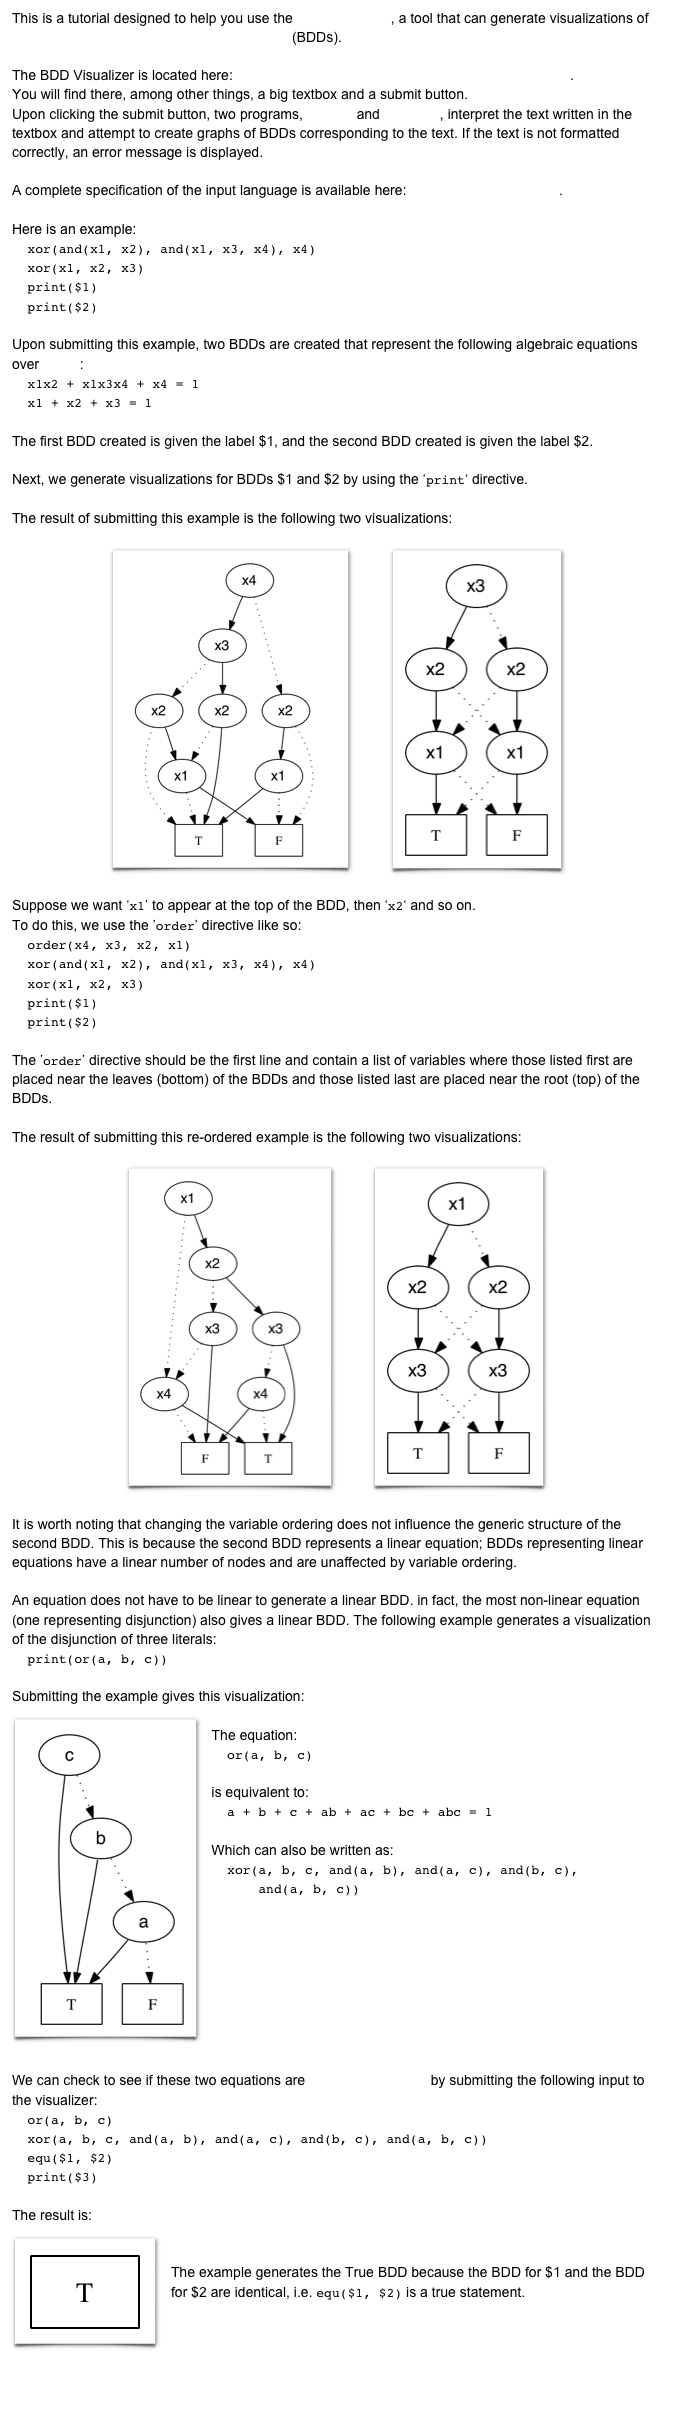 This is a tutorial designed to help you use the , a tool that can generate visualizations of
(BDDs).
The BDD Visualizer is located here: .
You will find there, among other things, a big textbox and a submit button.
Upon clicking the submit button, two programs, and , interpret the text written in the
textbox and attempt to create graphs of BDDs corresponding to the text. If the text is not formatted
correctly, an error message is displayed.
A complete specification of the input language is available here: .
Here is an example:
xor(and(x1, x2), and(x1, x3, x4), x4)
xor(x1, x2, x3)
print($1)
print($2)
Upon submitting this example, two BDDs are created that represent the following algebraic equations
over :
x1x2 + x1x3x4 + x4 = 1
x1 + x2 + x3 = 1
The first BDD created is given the label $1, and the second BDD created is given the label $2.
Next, we generate visualizations for BDDs $1 and $2 by using the 'print' directive.
The result of submitting this example is the following two visualizations:
x4
x3
x2 x2 x2
x1 x1
T F
x3
x2 x2
x1 x1
T F
Suppose we want 'x1' to appear at the top of the BDD, then 'x2' and so on.
To do this, we use the 'order' directive like so:
order(x4, x3, x2, x1)
xor(and(x1, x2), and(x1, x3, x4), x4)
xor(x1, x2, x3)
print($1)
print($2)
The 'order' directive should be the first line and contain a list of variables where those listed first are
placed near the leaves (bottom) of the BDDs and those listed last are placed near the root (top) of the
BDDs.
The result of submitting this re-ordered example is the following two visualizations:
x1
x2
x3 x3
x4 x4
F T
x1
x2 x2
x3 x3
T F
It is worth noting that changing the variable ordering does not influence the generic structure of the
second BDD. This is because the second BDD represents a linear equation; BDDs representing linear
equations have a linear number of nodes and are unaffected by variable ordering.
An equation does not have to be linear to generate a linear BDD. in fact, the most non-linear equation
(one representing disjunction) also gives a linear BDD. The following example generates a visualization
of the disjunction of three literals:
print(or(a, b, c))
Submitting the example gives this visualization:
c
b
a
T F
The equation:
or(a, b, c)
is equivalent to:
a + b + c + ab + ac + bc + abc = 1
Which can also be written as:
xor(a, b, c, and(a, b), and(a, c), and(b, c),
and(a, b, c))
We can check to see if these two equations are by submitting the following input to
the visualizer:
or(a, b, c)
xor(a, b, c, and(a, b), and(a, c), and(b, c), and(a, b, c))
equ($1, $2)
print($3)
The result is:
T
The example generates the True BDD because the BDD for $1 and the BDD
for $2 are identical, i.e. equ($1, $2) is a true statement.